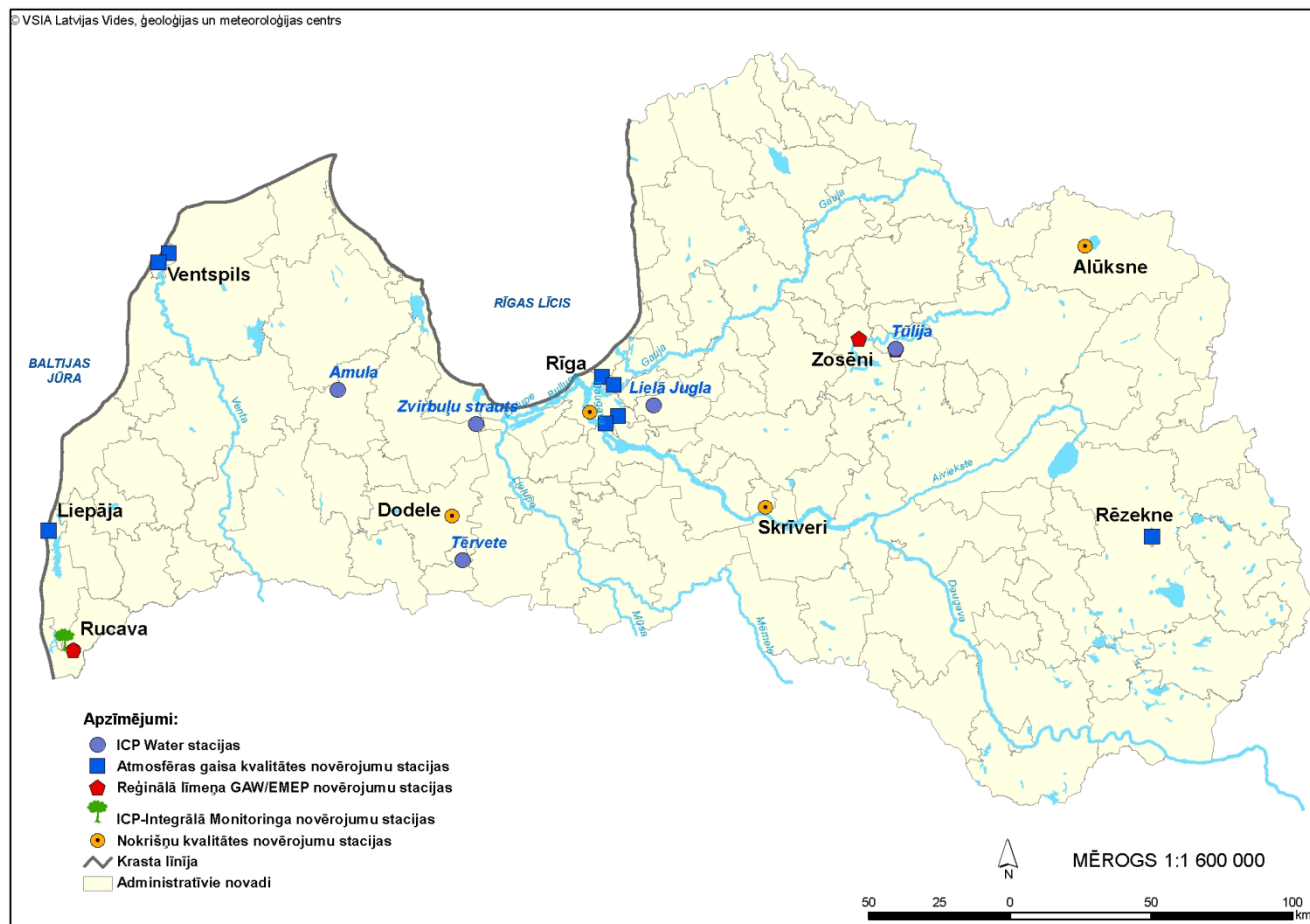 © VSIA Latvijas Vides, ģeoloģijas un meteoroloģijas centrs
Gauja
Alūksne
Ventspils
RĪGAS LĪCIS
Tūlija
BALTIJAS
JŪRA
Zosēni
Rīga
Gauja
Amula
Lielā Jugla
Zvirbuļu strauts
Venta
Aiviekste
Lielupe
Liepāja
Dodele
Skrīveri
Rēzekne
Tērvete
Daugava
Rucava
Mūsa
Mēmele
Apzīmējumi:
ICP Water stacijas
Atmosfēras gaisa kvalitātes novērojumu stacijas
Reģinālā līmeņa GAW/EMEP novērojumu stacijas
ICP-Integrālā Monitoringa novērojumu stacijas
Nokrišņu kvalitātes novērojumu stacijas
Krasta līnīja
Administratīvie novadi
N
MĒROGS 1:1 600 000
50 25 0 50 100
km